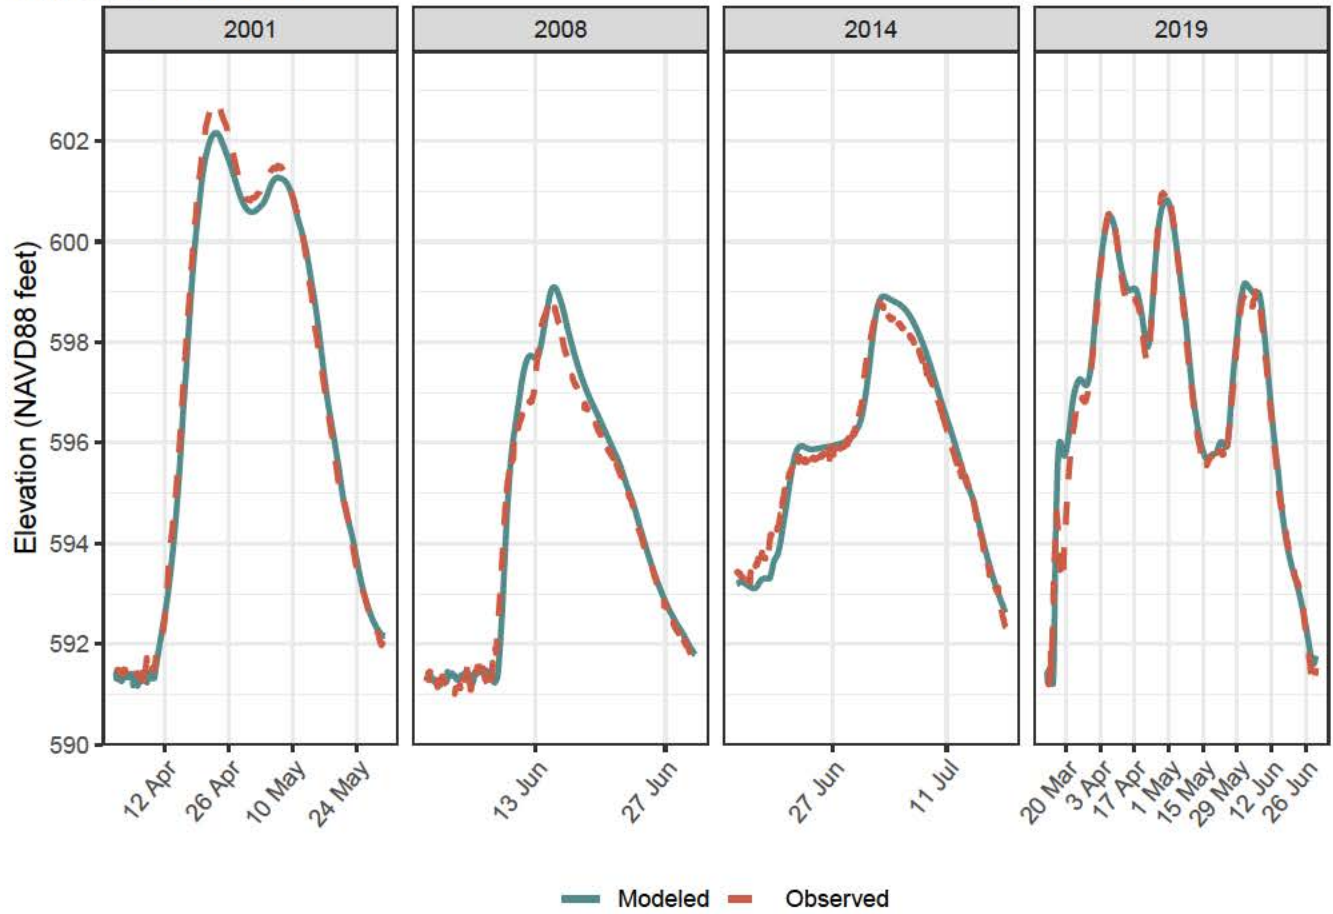 2001 2008 2014 2019
Elevation (NAVD88 feet)
602
600
598
596
594
592
590
12 Apr 26 Apr 10 May 24 May 13 Jun 27 Jun 27 Jun 11 Jul 20 Mar 3 Apr 17 Apr 1 May 15 May 29 May 12 Jun 26 Jun
Modeled Observed